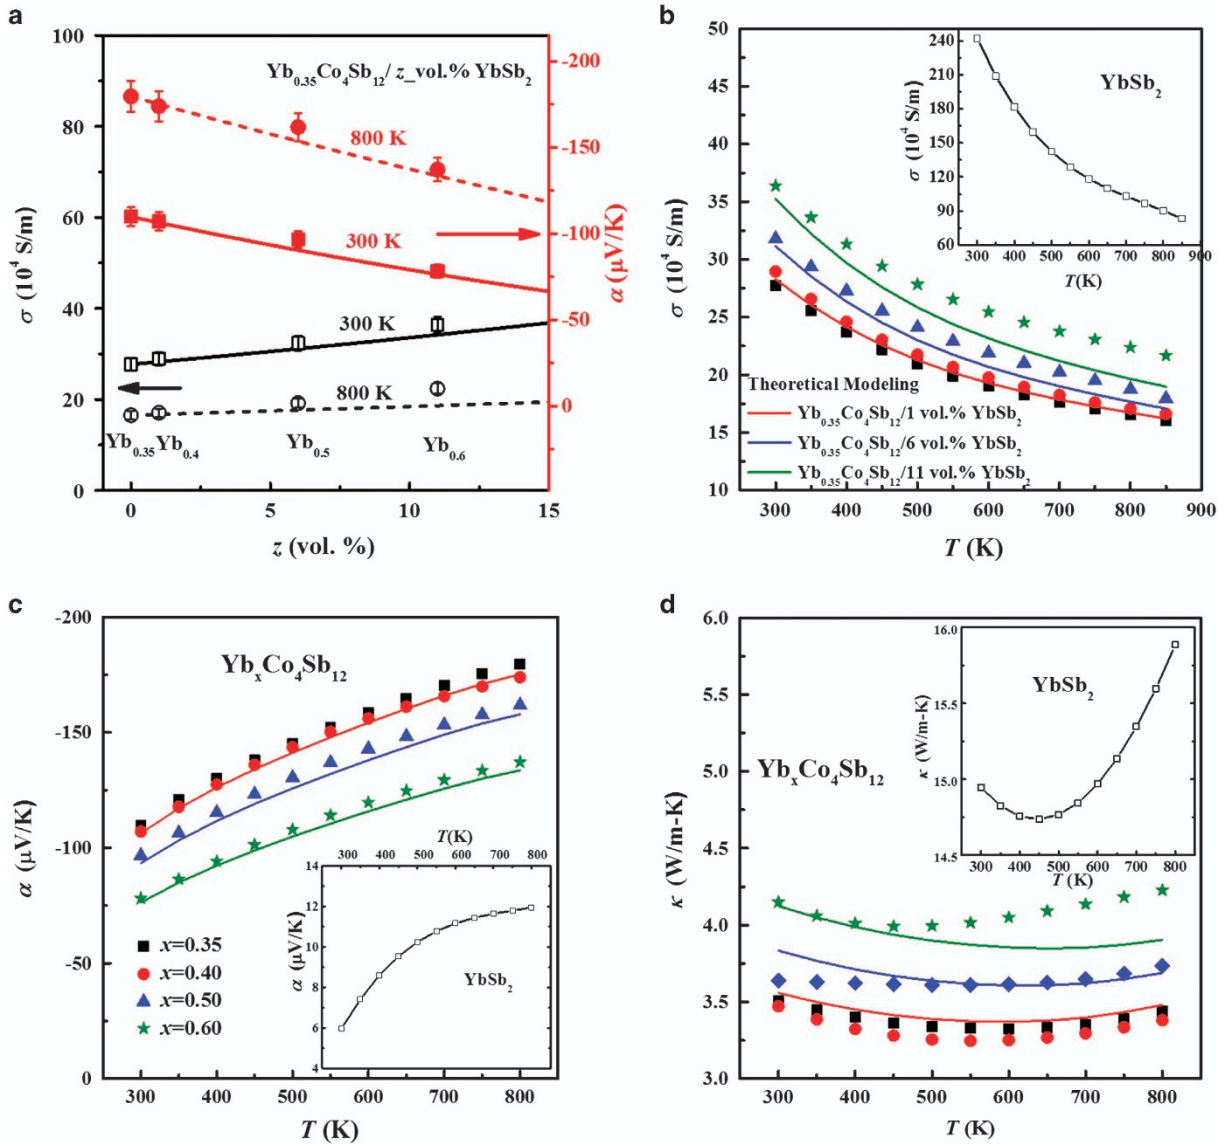 a
100
80
60
40
20
0
σ (10⁴ S/m)
Yb₀.₃₅Co₄Sb₁₂/ z_vol.% YbSb₂
800 K
300 K
300 K
800 K
Yb₀.₃₅ Yb₀.₄ Yb₀.₅ Yb₀.₆
-200
-150
-100
-50
0
α (μV/K)
0 5 10 15
z (vol. %)
b
50
45
40
35
30
25
20
15
10
σ (10⁴ S/m)
240
210
180
150
120
90
60
σ (10⁴ S/m)
YbSb₂
300 400 500 600 700 800 900
T(K)
Theoretical Modeling
Yb₀.₃₅Co₄Sb₁₂/1 vol.% YbSb₂
Yb₀.₃₅Co₄Sb₁₂/6 vol.% YbSb₂
Yb₀.₃₅Co₄Sb₁₂/11 vol.% YbSb₂
300 400 500 600 700 800 900
T (K)
c
-200
-150
-100
-50
0
α (μV/K)
YbₓCo₄Sb₁₂
x=0.35
x=0.40
x=0.50
x=0.60
T(K)
300 400 500 600 700 800
14
12
10
8
6
4
α (μV/K)
YbSb₂
300 400 500 600 700 800
T (K)
d
6.0
5.5
5.0
4.5
4.0
3.5
3.0
κ (W/m-K)
YbₓCo₄Sb₁₂
16.0
15.5
15.0
14.5
κ (W/m-K)
YbSb₂
300 400 500 600 700 800
T (K)
300 400 500 600 700 800
T (K)